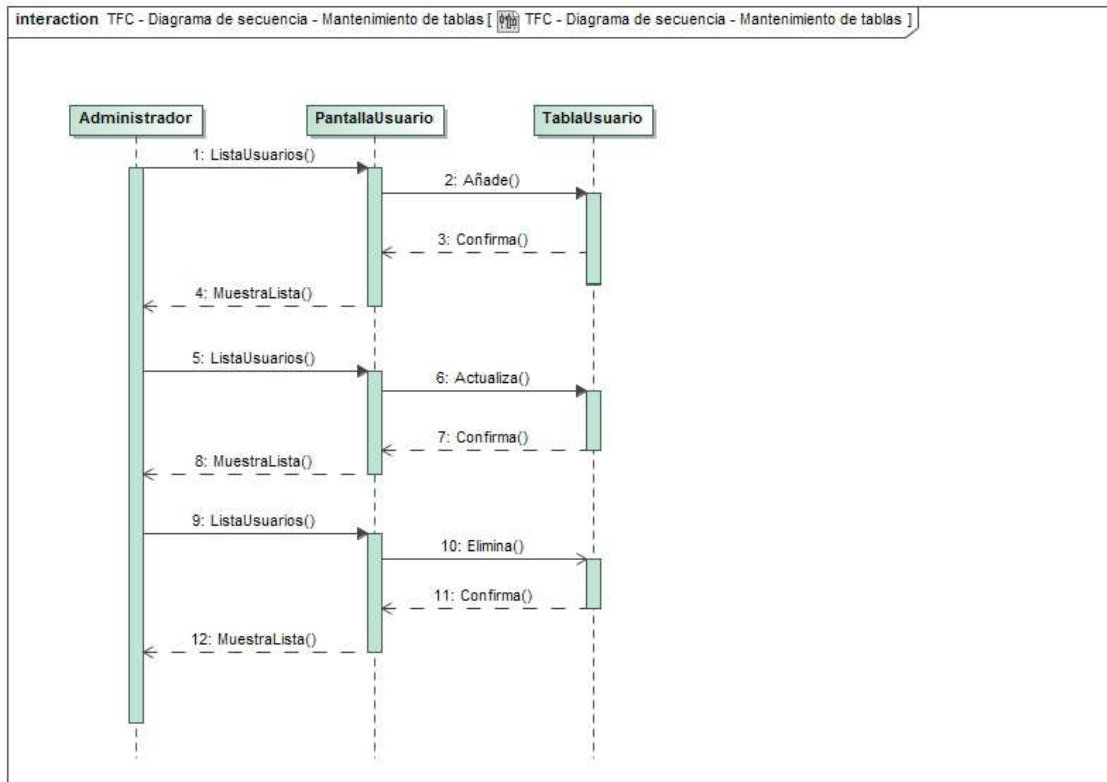 interaction TFC - Diagrama de secuencia - Mantenimiento de tablas [ TFC - Diagrama de secuencia - Mantenimiento de tablas ]
Administrador PantallaUsuario TablaUsuario
1: ListaUsuarios()
2: Añade()
3: Confirma()
4: MuestraLista()
5: ListaUsuarios()
6: Actualiza()
7: Confirma()
8: MuestraLista()
9: ListaUsuarios()
10: Elimina()
11: Confirma()
12: MuestraLista()